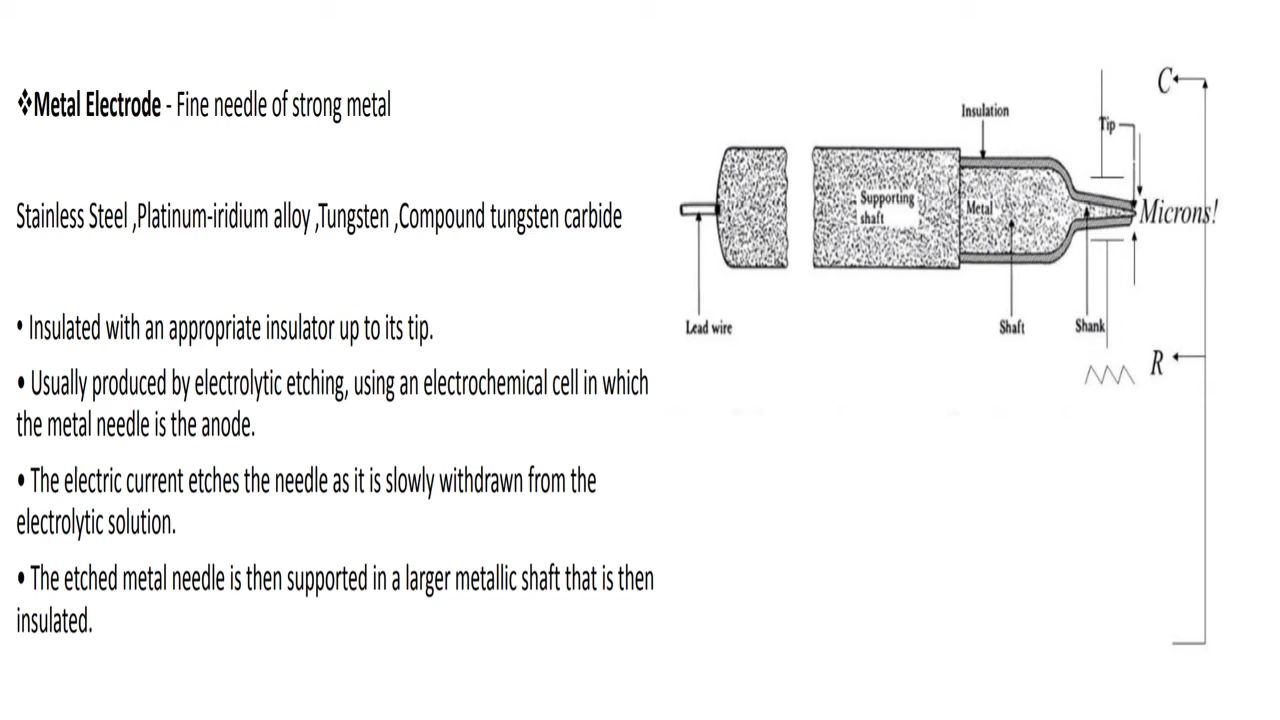 ❖Metal Electrode - Fine needle of strong metal
Stainless Steel ,Platinum-iridium alloy ,Tungsten ,Compound tungsten carbide
• Insulated with an appropriate insulator up to its tip.
• Usually produced by electrolytic etching, using an electrochemical cell in which
the metal needle is the anode.
• The electric current etches the needle as it is slowly withdrawn from the
electrolytic solution.
• The etched metal needle is then supported in a larger metallic shaft that is then
insulated.
C
Insulation
Tip
Supporting
shaft
Metal
Microns!
Lead wire
Shaft
Shank
R